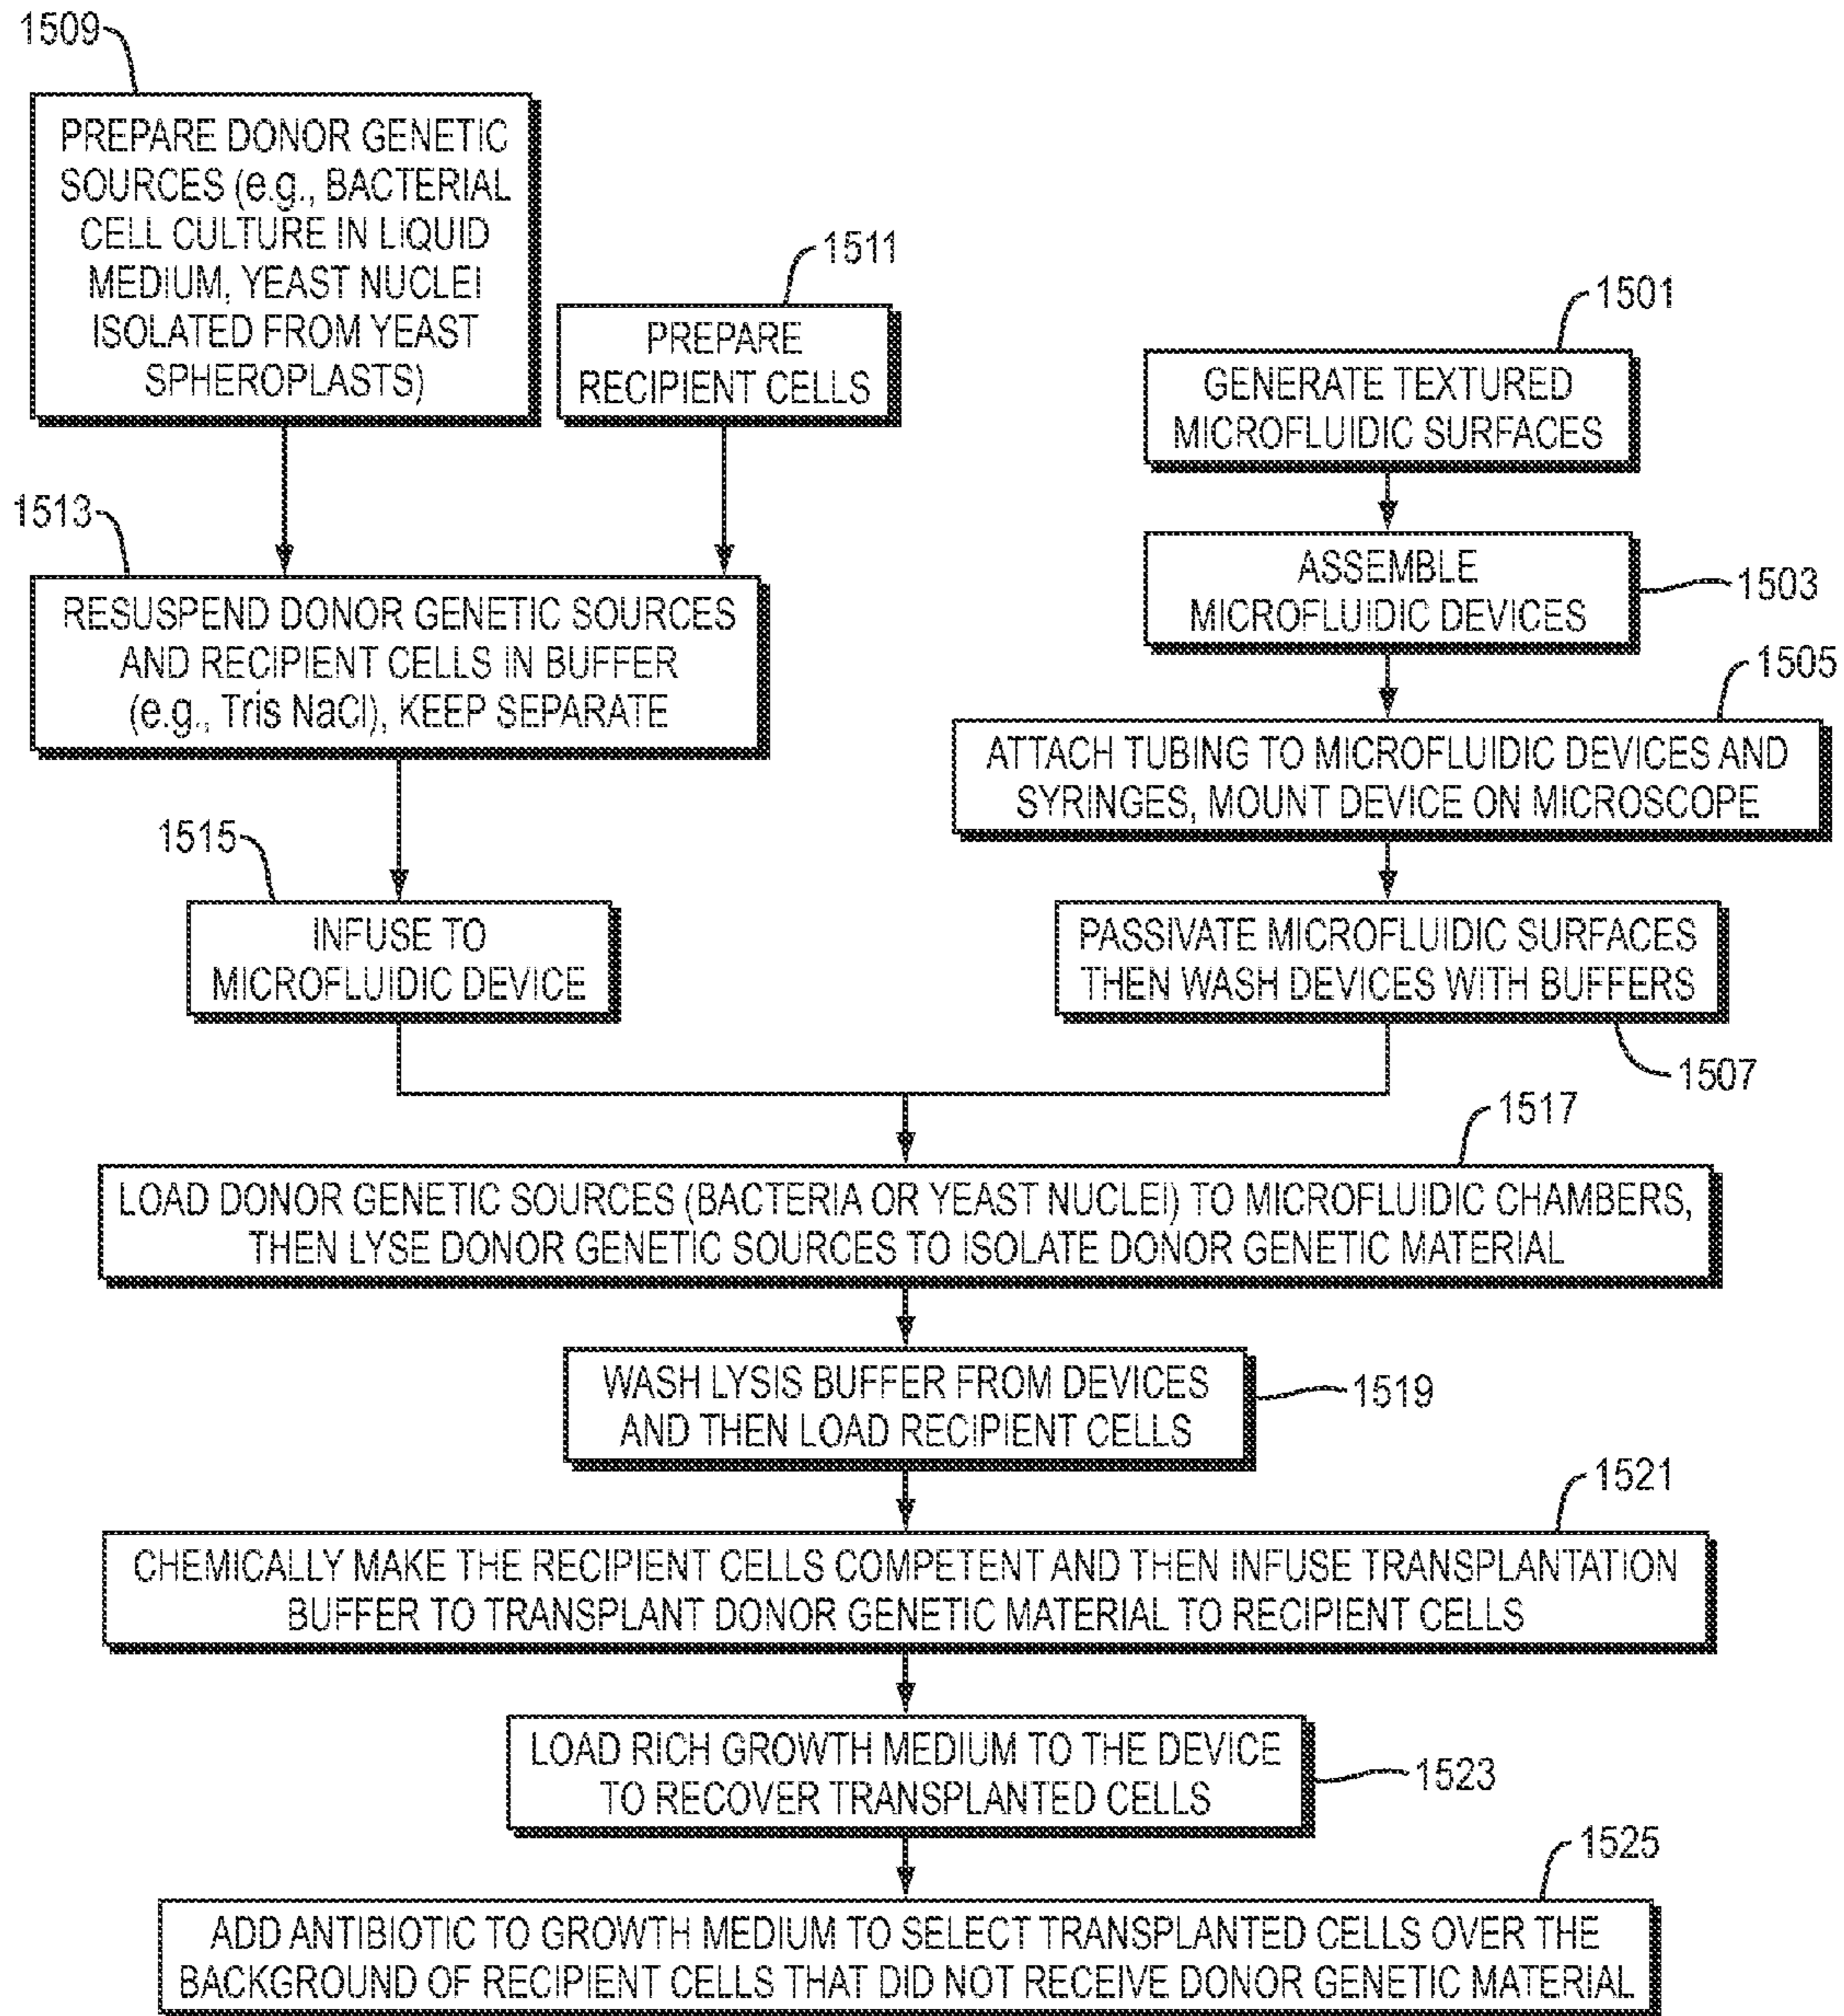 1509
PREPARE DONOR GENETIC
SOURCES (e.g., BACTERIAL
CELL CULTURE IN LIQUID
MEDIUM, YEAST NUCLEI
ISOLATED FROM YEAST
SPHEROPLASTS)
1511
PREPARE
RECIPIENT CELLS
1513
RESUSPEND DONOR GENETIC SOURCES
AND RECIPIENT CELLS IN BUFFER
(e.g., Tris NaCl), KEEP SEPARATE
1515
INFUSE TO
MICROFLUIDIC DEVICE
1501
GENERATE TEXTURED
MICROFLUIDIC SURFACES
ASSEMBLE
MICROFLUIDIC DEVICES
1503
1505
ATTACH TUBING TO MICROFLUIDIC DEVICES AND
SYRINGES, MOUNT DEVICE ON MICROSCOPE
PASSIVATE MICROFLUIDIC SURFACES
THEN WASH DEVICES WITH BUFFERS
1507
1517
LOAD DONOR GENETIC SOURCES (BACTERIA OR YEAST NUCLEI) TO MICROFLUIDIC CHAMBERS,
THEN LYSE DONOR GENETIC SOURCES TO ISOLATE DONOR GENETIC MATERIAL
WASH LYSIS BUFFER FROM DEVICES
AND THEN LOAD RECIPIENT CELLS
1519
1521
CHEMICALLY MAKE THE RECIPIENT CELLS COMPETENT AND THEN INFUSE TRANSPLANTATION
BUFFER TO TRANSPLANT DONOR GENETIC MATERIAL TO RECIPIENT CELLS
LOAD RICH GROWTH MEDIUM TO THE DEVICE
TO RECOVER TRANSPLANTED CELLS
1523
1525
ADD ANTIBIOTIC TO GROWTH MEDIUM TO SELECT TRANSPLANTED CELLS OVER THE
BACKGROUND OF RECIPIENT CELLS THAT DID NOT RECEIVE DONOR GENETIC MATERIAL